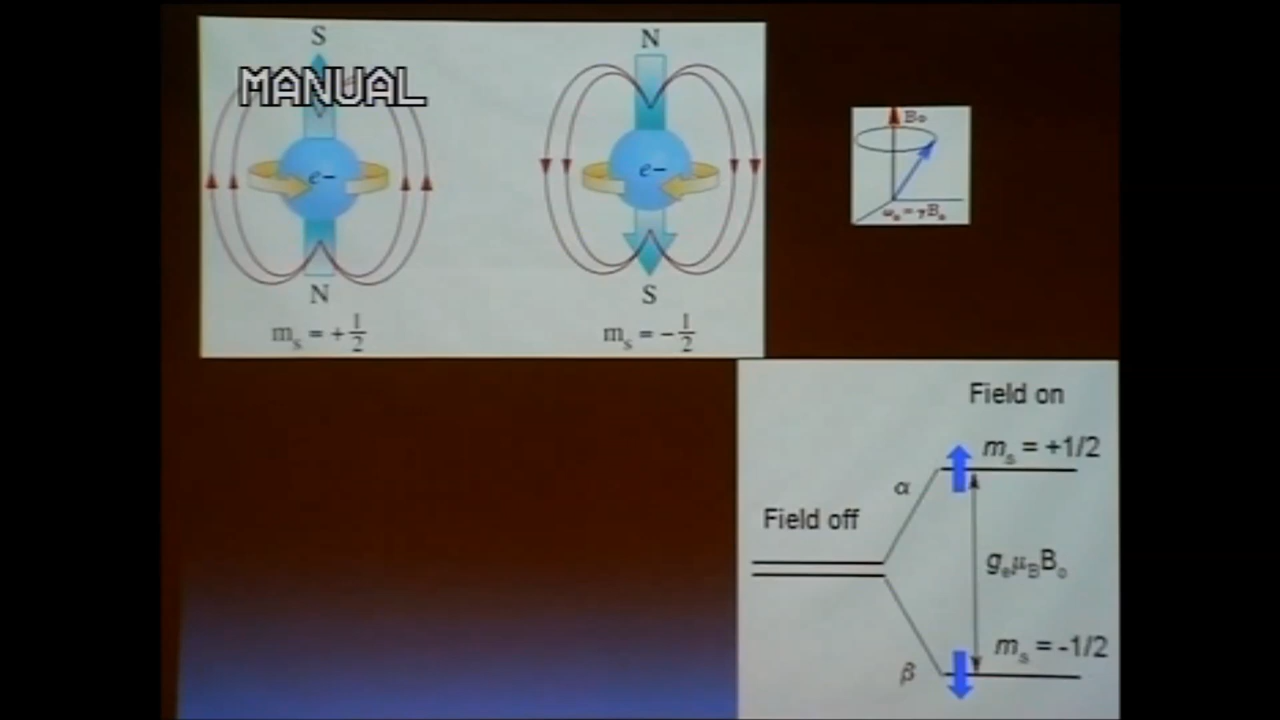 S
MANUAL
e−
N
mₛ = +1/2
N
e−
S
mₛ = −1/2
B₀
ω₀ = γB₀
Field on
mₛ = +1/2
α
Field off
gₑμ_BB₀
mₛ = -1/2
β